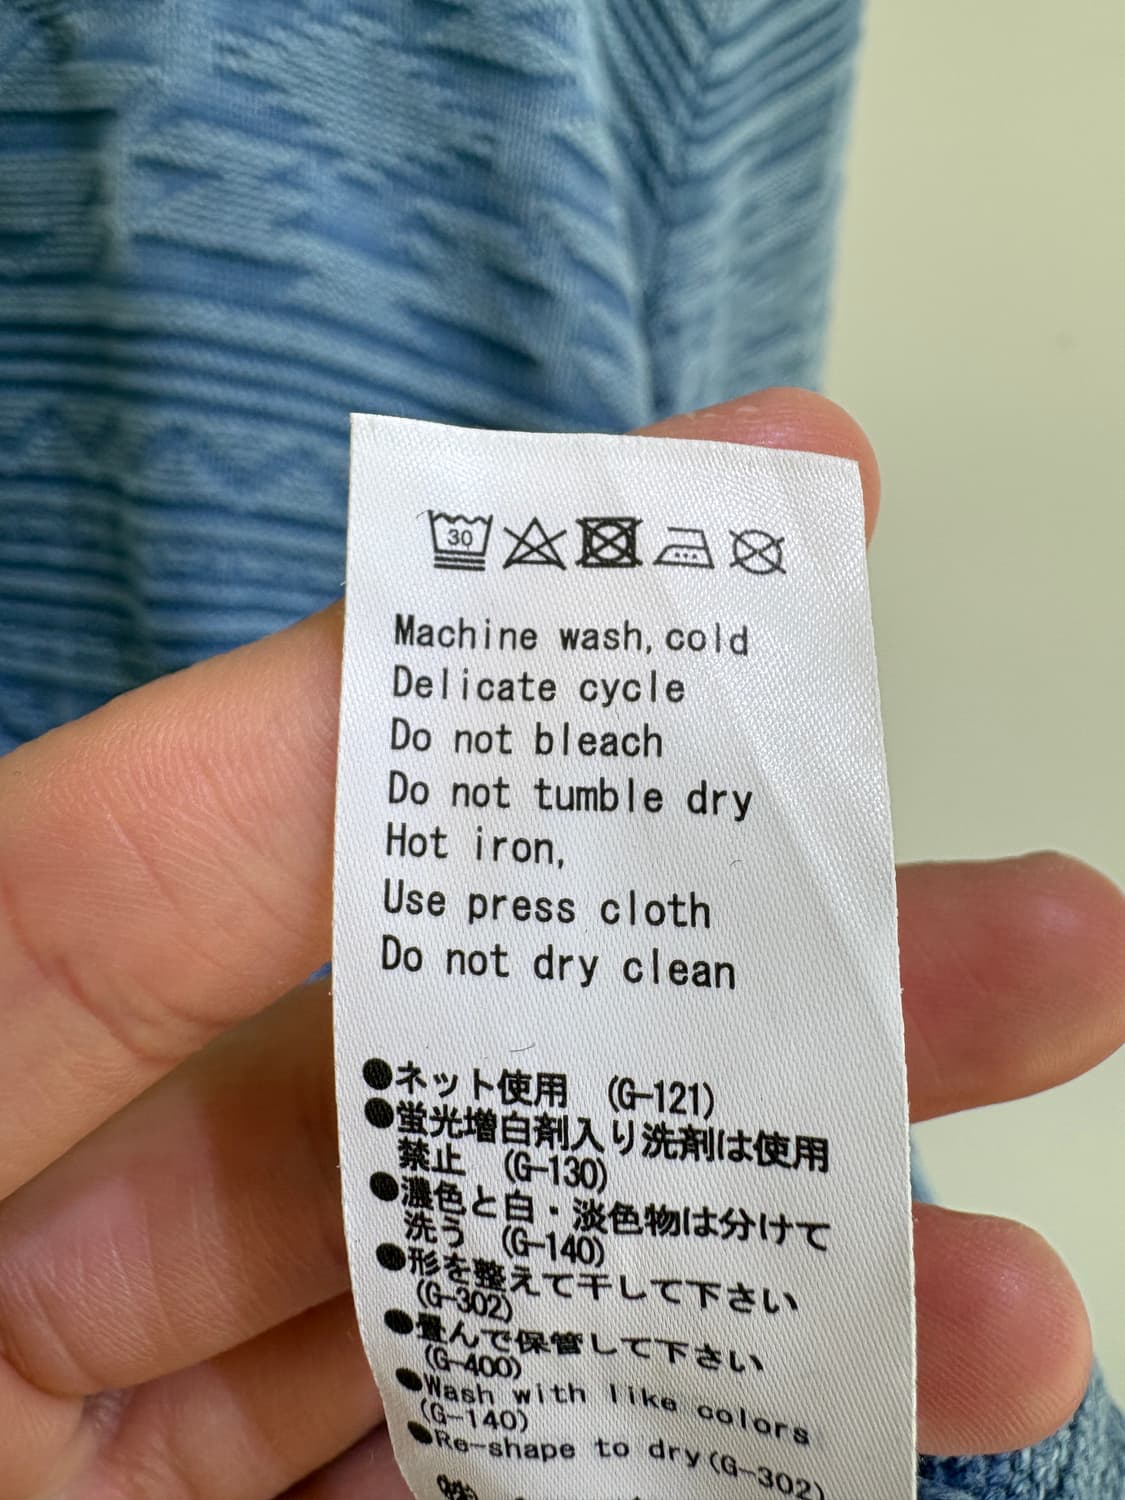 30
Machine wash, cold
Delicate cycle
Do not bleach
Do not tumble dry
Hot iron,
Use press cloth
Do not dry clean
●ネット使用 (G-121)
●蛍光増白剤入り洗剤は使用
禁止 (G-130)
●濃色と白・淡色物は分けて
洗う (G-140)
●形を整えて干して下さい
(G-302)
●畳んで保管して下さい
(G-400)
●Wash with like colors
(G-140)
●Re-shape to dry(G-302)